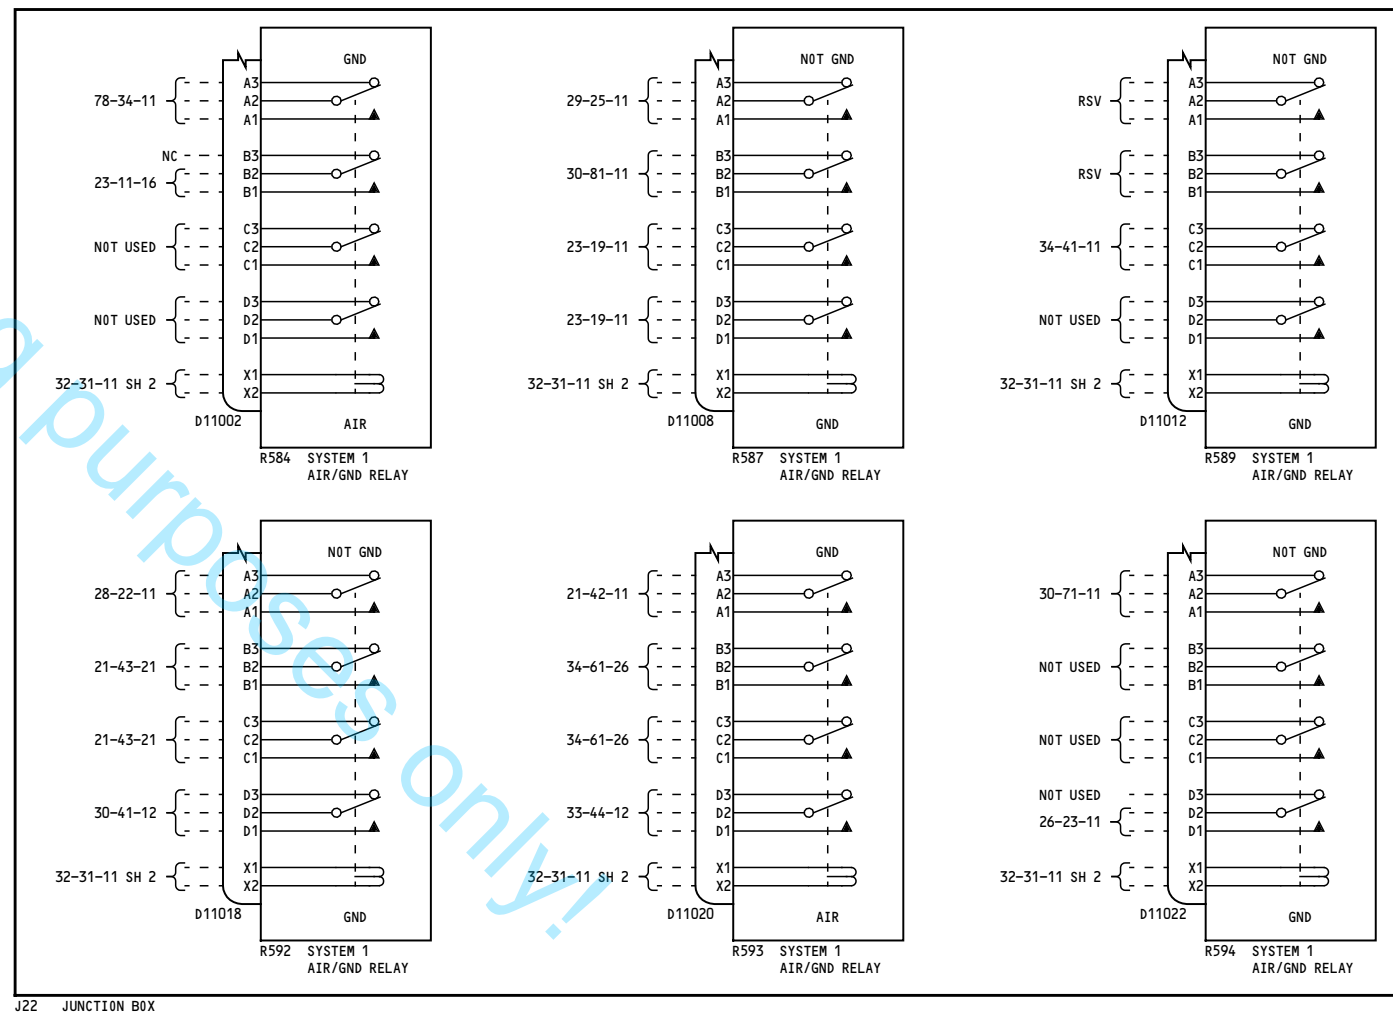 GND
78-34-11
A3
A2
A1
NC
B3
23-11-16
B2
B1
NOT USED
C3
C2
C1
NOT USED
D3
D2
D1
32-31-11 SH 2
X1
X2
D11002
AIR
R584 SYSTEM 1
AIR/GND RELAY
NOT GND
29-25-11
A3
A2
A1
30-81-11
B3
B2
B1
23-19-11
C3
C2
C1
23-19-11
D3
D2
D1
32-31-11 SH 2
X1
X2
D11008
GND
R587 SYSTEM 1
AIR/GND RELAY
NOT GND
RSV
A3
A2
A1
RSV
B3
B2
B1
34-41-11
C3
C2
C1
NOT USED
D3
D2
D1
32-31-11 SH 2
X1
X2
D11012
GND
R589 SYSTEM 1
AIR/GND RELAY
NOT GND
28-22-11
A3
A2
A1
21-43-21
B3
B2
B1
21-43-21
C3
C2
C1
30-41-12
D3
D2
D1
32-31-11 SH 2
X1
X2
D11018
GND
R592 SYSTEM 1
AIR/GND RELAY
GND
21-42-11
A3
A2
A1
34-61-26
B3
B2
B1
34-61-26
C3
C2
C1
33-44-12
D3
D2
D1
32-31-11 SH 2
X1
X2
D11020
AIR
R593 SYSTEM 1
AIR/GND RELAY
NOT GND
30-71-11
A3
A2
A1
NOT USED
B3
B2
B1
NOT USED
C3
C2
C1
NOT USED
D3
26-23-11
D2
D1
32-31-11 SH 2
X1
X2
D11022
GND
R594 SYSTEM 1
AIR/GND RELAY
J22 JUNCTION BOX
purposes only!